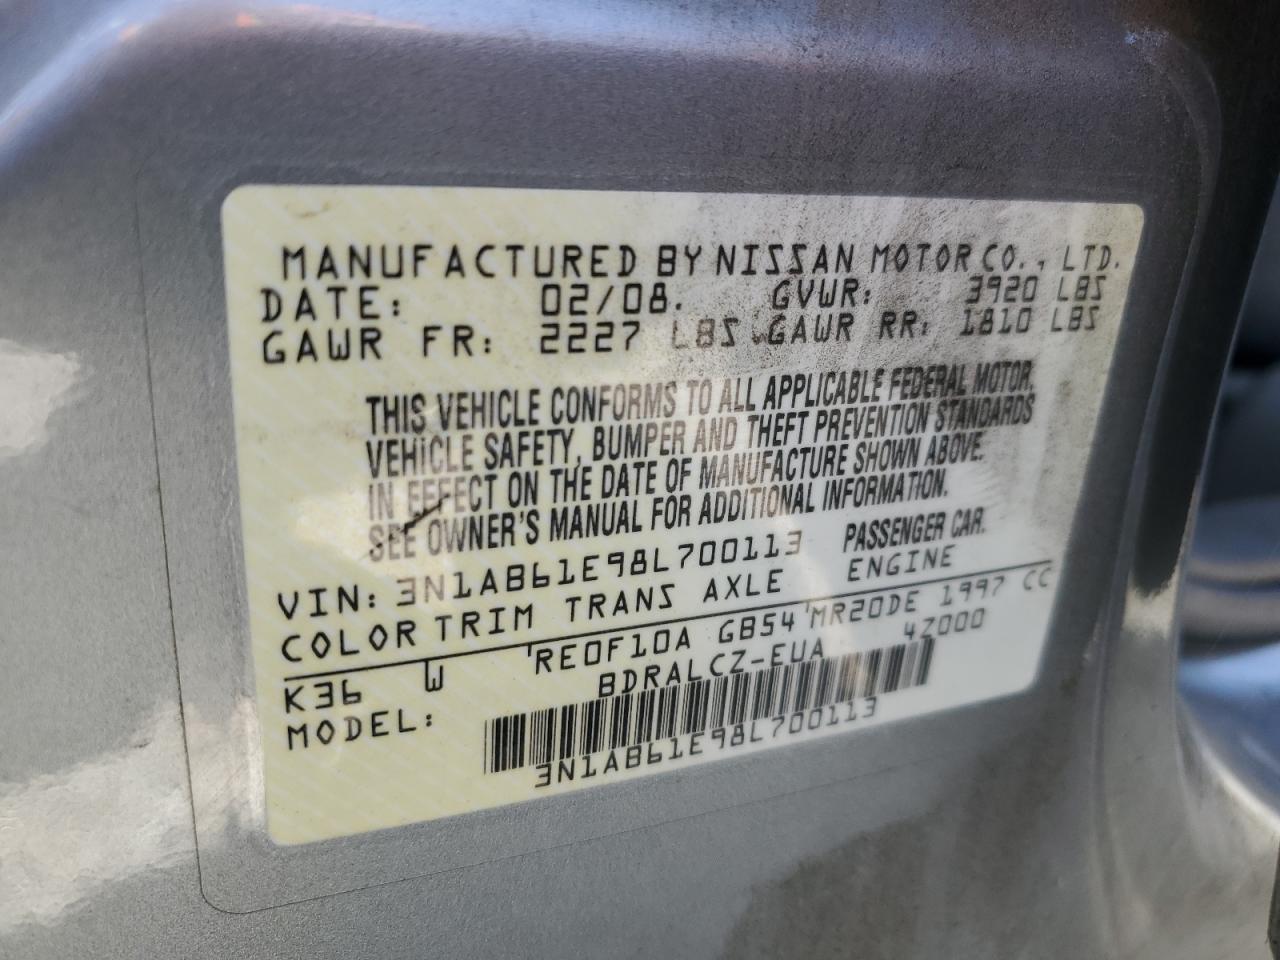 MANUFACTURED BY NISSAN MOTOR CO., LTD.
DATE: 02/08. GVWR: 3920 LBS
GAWR FR: 2227 LBS GAWR RR: 1810 LBS
THIS VEHICLE CONFORMS TO ALL APPLICABLE FEDERAL MOTOR
VEHICLE SAFETY, BUMPER AND THEFT PREVENTION STANDARDS
IN EFFECT ON THE DATE OF MANUFACTURE SHOWN ABOVE.
SEE OWNER'S MANUAL FOR ADDITIONAL INFORMATION.
VIN: 3N1AB61E98L700113 PASSENGER CAR.
COLOR TRIM TRANS AXLE ENGINE
K36 W RE0F10A GB54 MR20DE 1997 CC
MODEL: BDRALCZ-EUA 4Z000
3N1AB61E98L700113